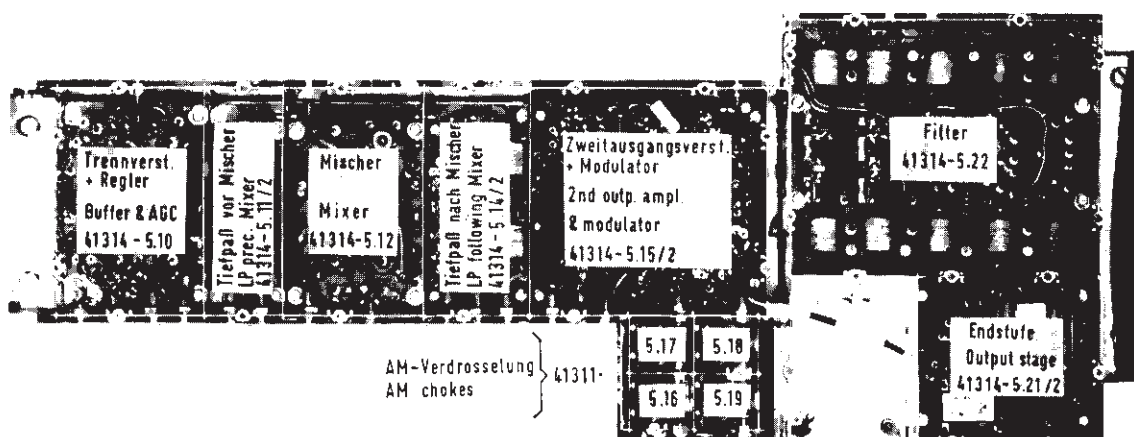 Trennverst.
+ Regler
Buffer & AGC
41314-5.10
Tiefpaß vor Mischer
LP prec. Mixer
41314-5.11/2
Mischer
Mixer
41314-5.12
Tiefpaß nach Mischer
LP following Mixer
41314-5.14/2
Zweitausgangsverst.
+ Modulator
2nd outp. ampl.
& modulator
41314-5.15/2
Filter
41314-5.22
Endstufe
Output stage
41314-5.21/2
AM-Verdrosselung
AM chokes
41311-
5.17
5.18
5.16
5.19